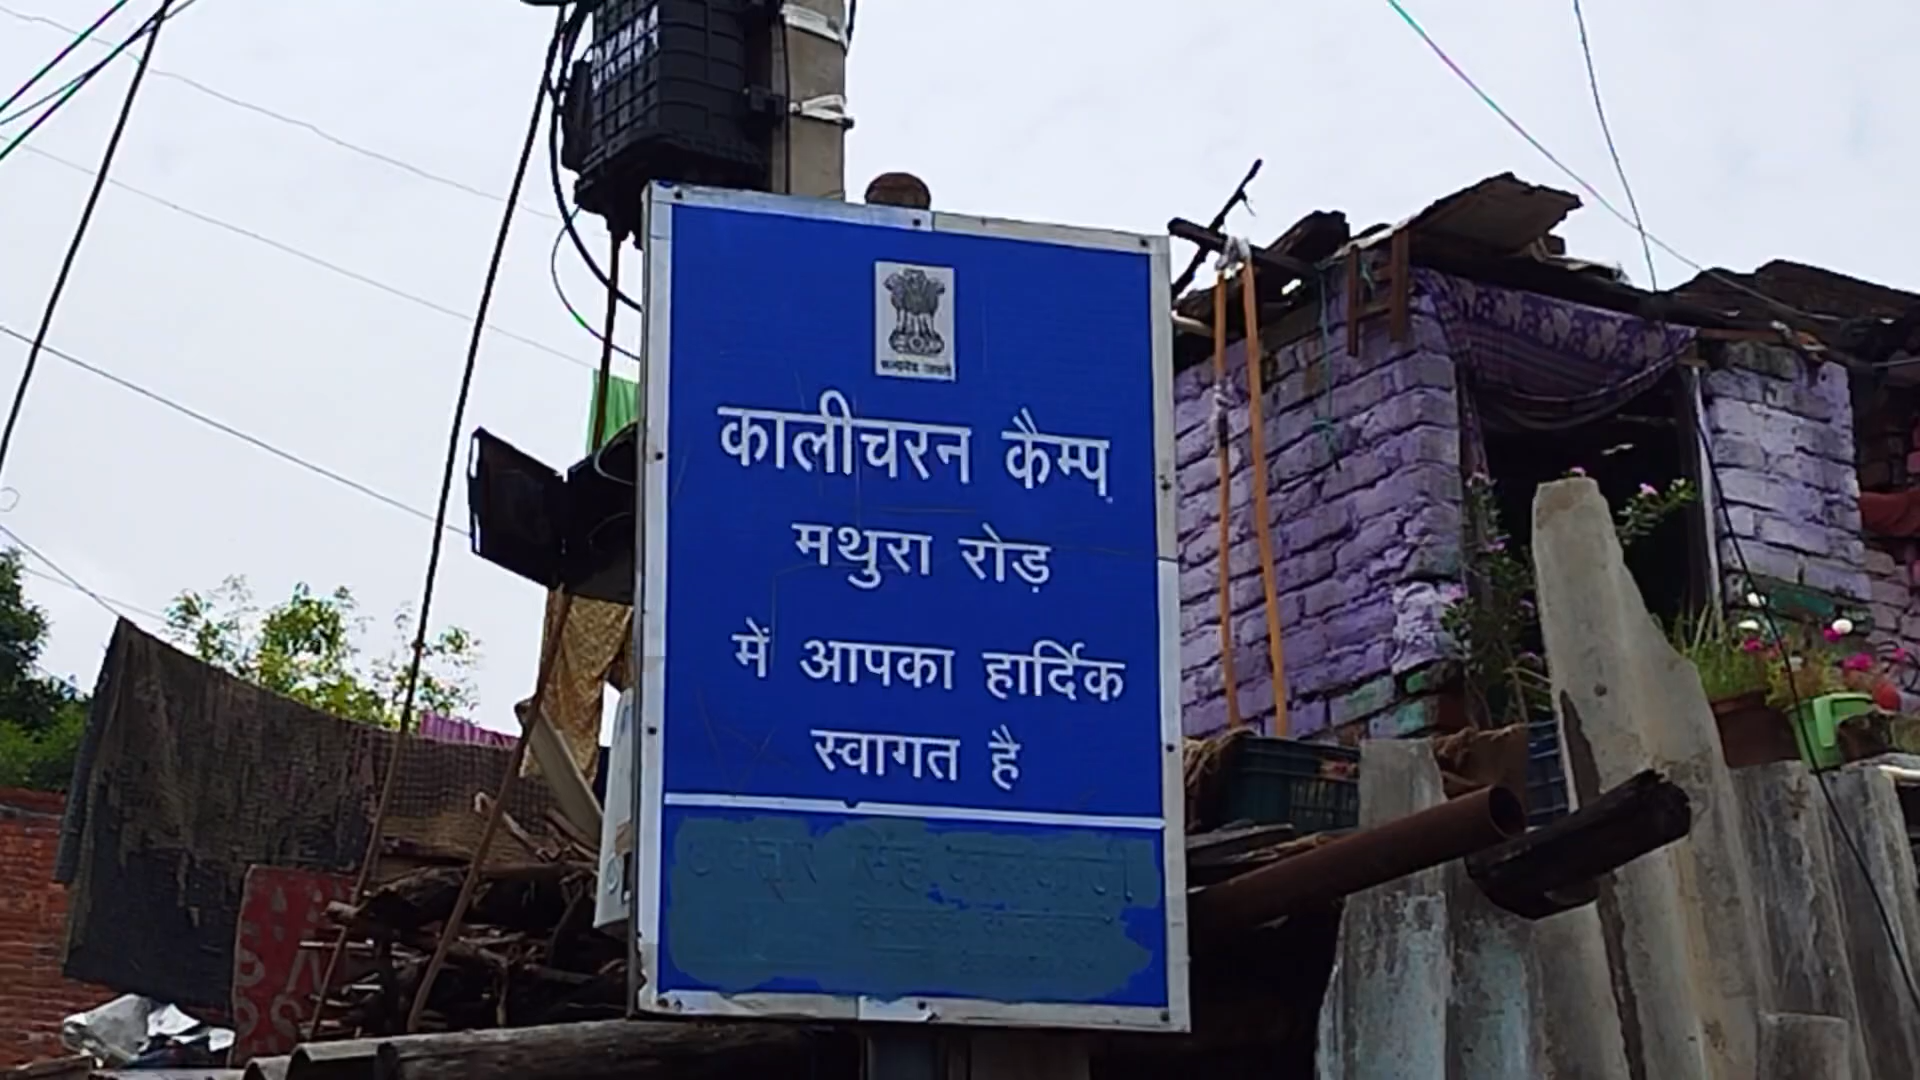 कालीचरन कैम्प
मथुरा रोड़
में आपका हार्दिक
स्वागत है